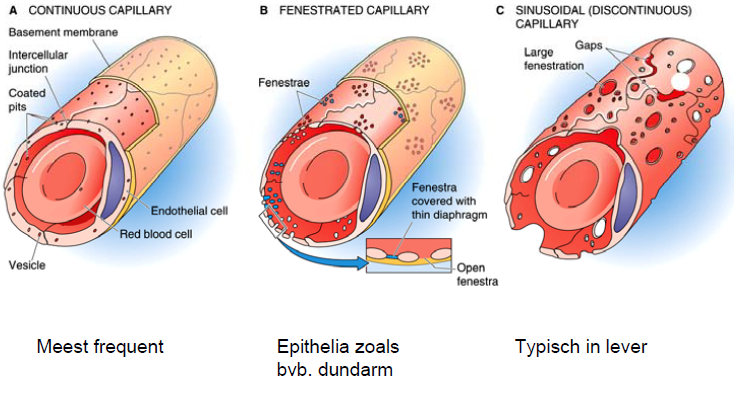 A CONTINUOUS CAPILLARY
Basement membrane
Intercellular
junction
Coated
pits
Endothelial cell
Red blood cell
Vesicle
B FENESTRATED CAPILLARY
Fenestrae
Fenestra
covered with
thin diaphragm
Open
fenestra
C SINUSOIDAL (DISCONTINUOUS)
CAPILLARY
Gaps
Large
fenestration
Meest frequent
Epithelia zoals
bvb. dundarm
Typisch in lever